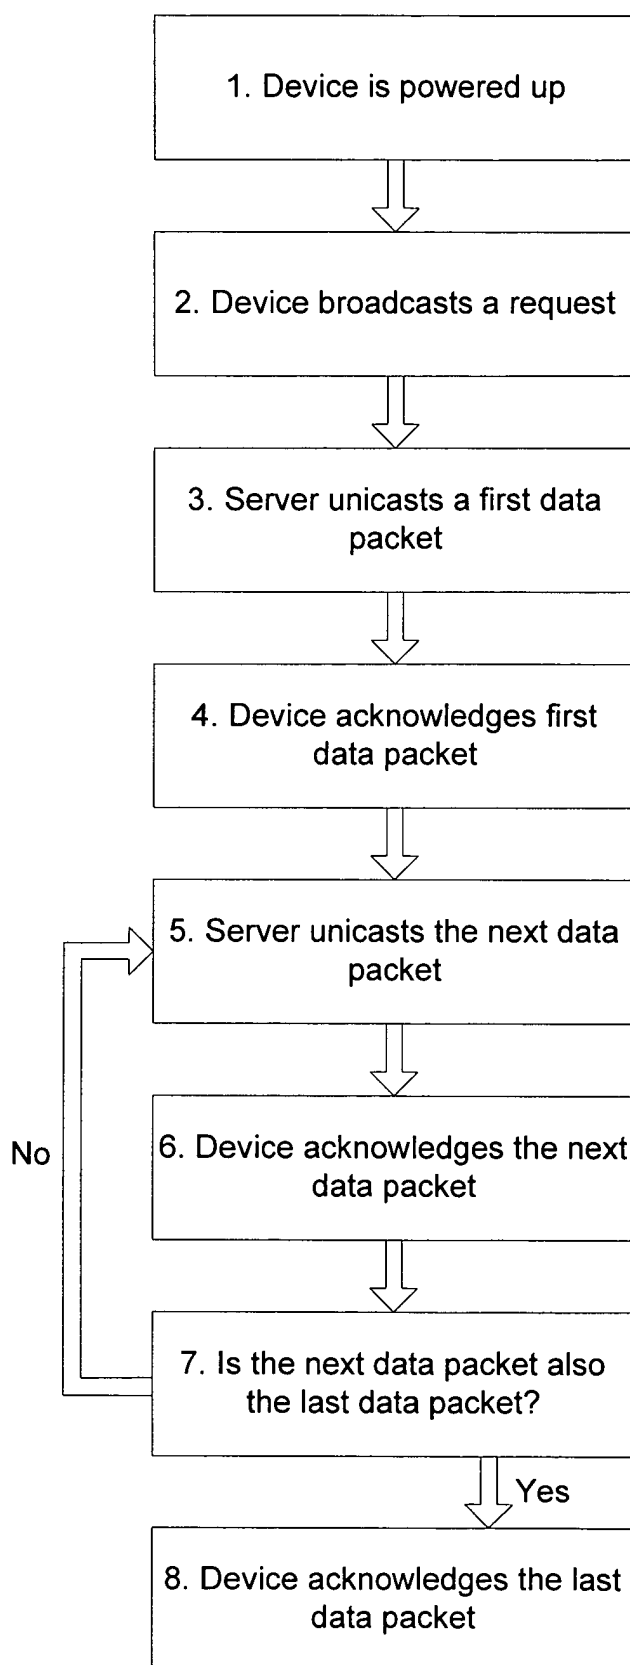 1. Device is powered up
2. Device broadcasts a request
3. Server unicasts a first data
packet
4. Device acknowledges first
data packet
5. Server unicasts the next data
packet
No
6. Device acknowledges the next
data packet
7. Is the next data packet also
the last data packet?
Yes
8. Device acknowledges the last
data packet